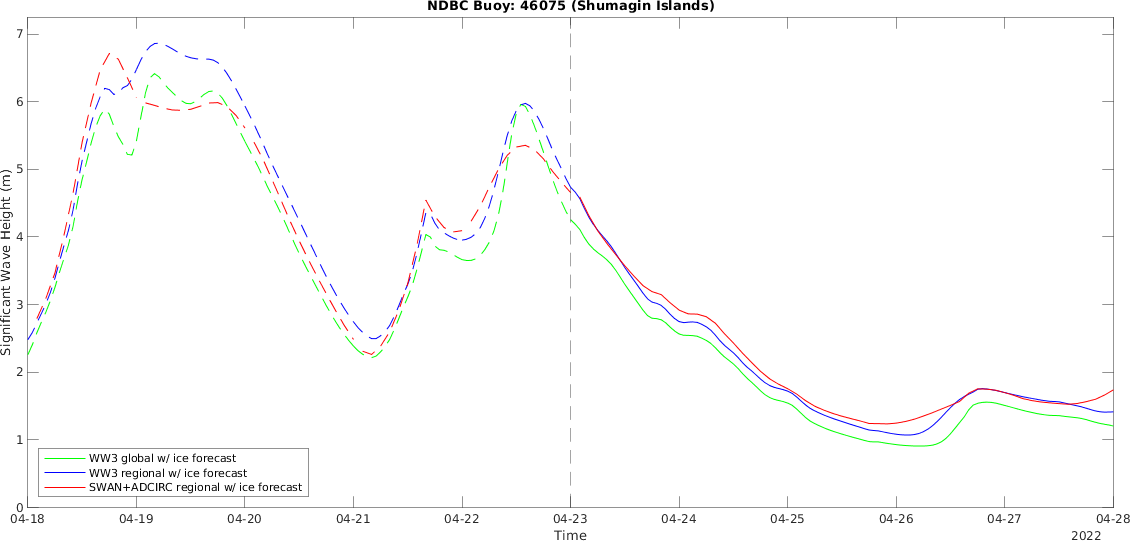 NDBC Buoy: 46075 (Shumagin Islands)
7
6
5
4
3
2
1
0
Significant Wave Height (m)
WW3 global w/ ice forecast
WW3 regional w/ ice forecast
SWAN+ADCIRC regional w/ ice forecast
04-18 04-19 04-20 04-21 04-22 04-23 04-24 04-25 04-26 04-27 04-28
Time
2022